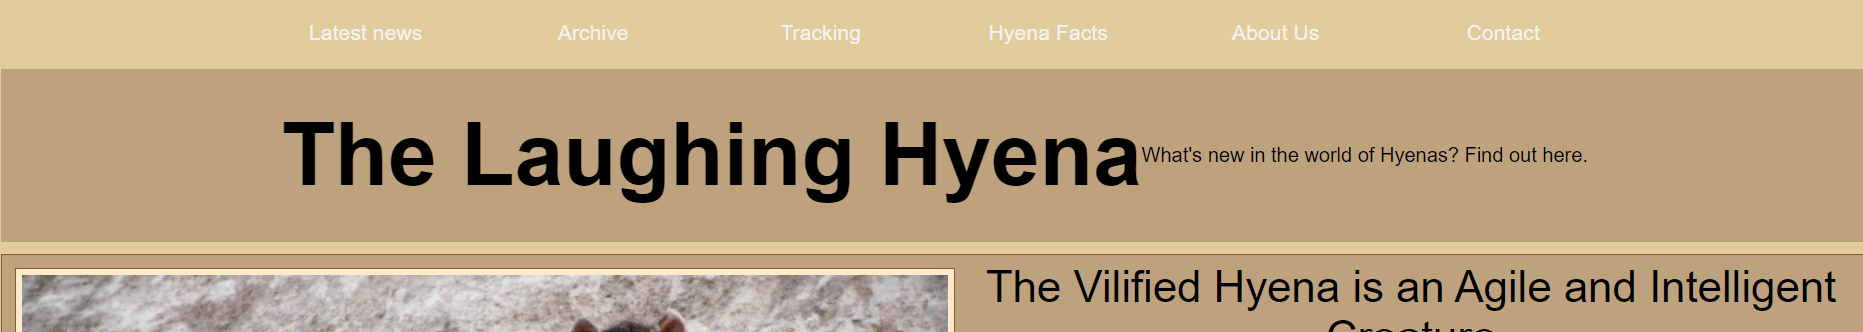 Latest news Archive Tracking Hyena Facts About Us Contact
The Laughing Hyena What's new in the world of Hyenas? Find out here.
The Vilified Hyena is an Agile and Intelligent
Creature